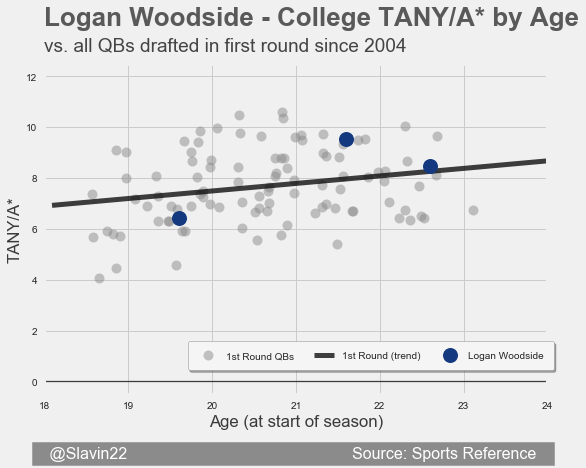 Logan Woodside - College TANY/A* by Age
vs. all QBs drafted in first round since 2004
12
10
8
6
4
2
0
TANY/A*
1st Round QBs
1st Round (trend)
Logan Woodside
18
19
20
21
22
23
24
Age (at start of season)
@Slavin22
Source: Sports Reference